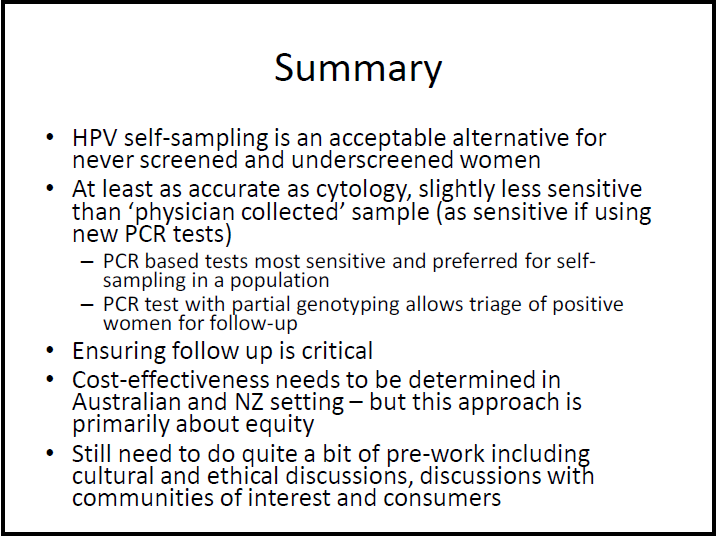 Summary
• HPV self-sampling is an acceptable alternative for
never screened and underscreened women
• At least as accurate as cytology, slightly less sensitive
than ‘physician collected’ sample (as sensitive if using
new PCR tests)
– PCR based tests most sensitive and preferred for self-
sampling in a population
– PCR test with partial genotyping allows triage of positive
women for follow-up
• Ensuring follow up is critical
• Cost-effectiveness needs to be determined in
Australian and NZ setting – but this approach is
primarily about equity
• Still need to do quite a bit of pre-work including
cultural and ethical discussions, discussions with
communities of interest and consumers